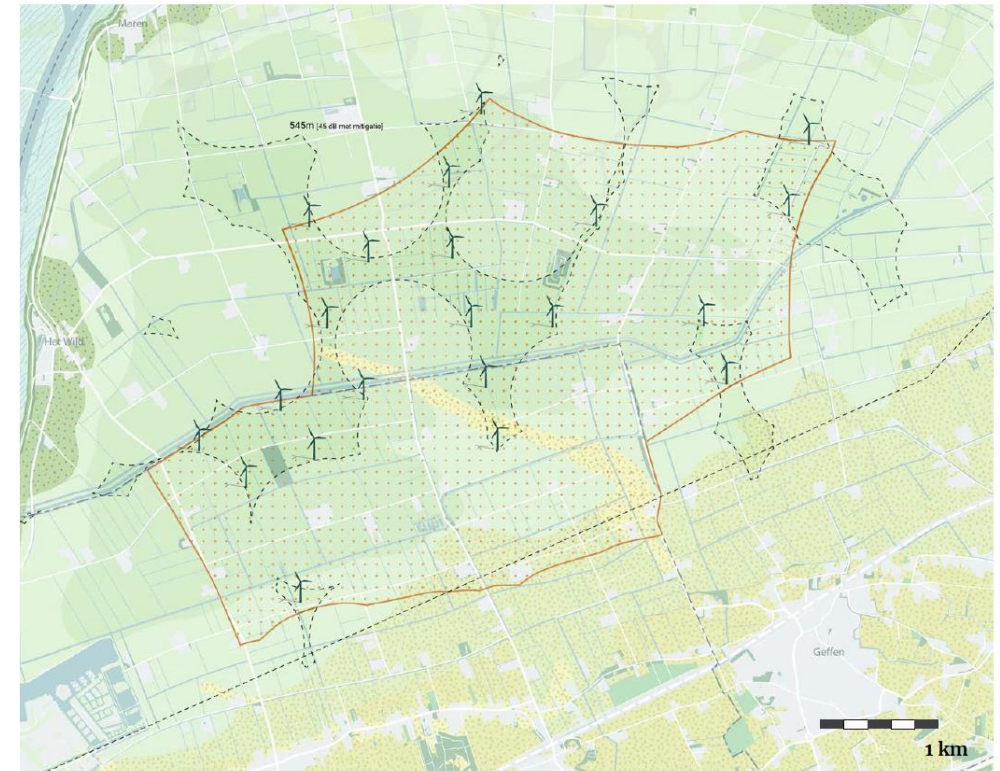 Maren
545m [45 dB met mitigatie]
Het Wild
Geffen
1 km